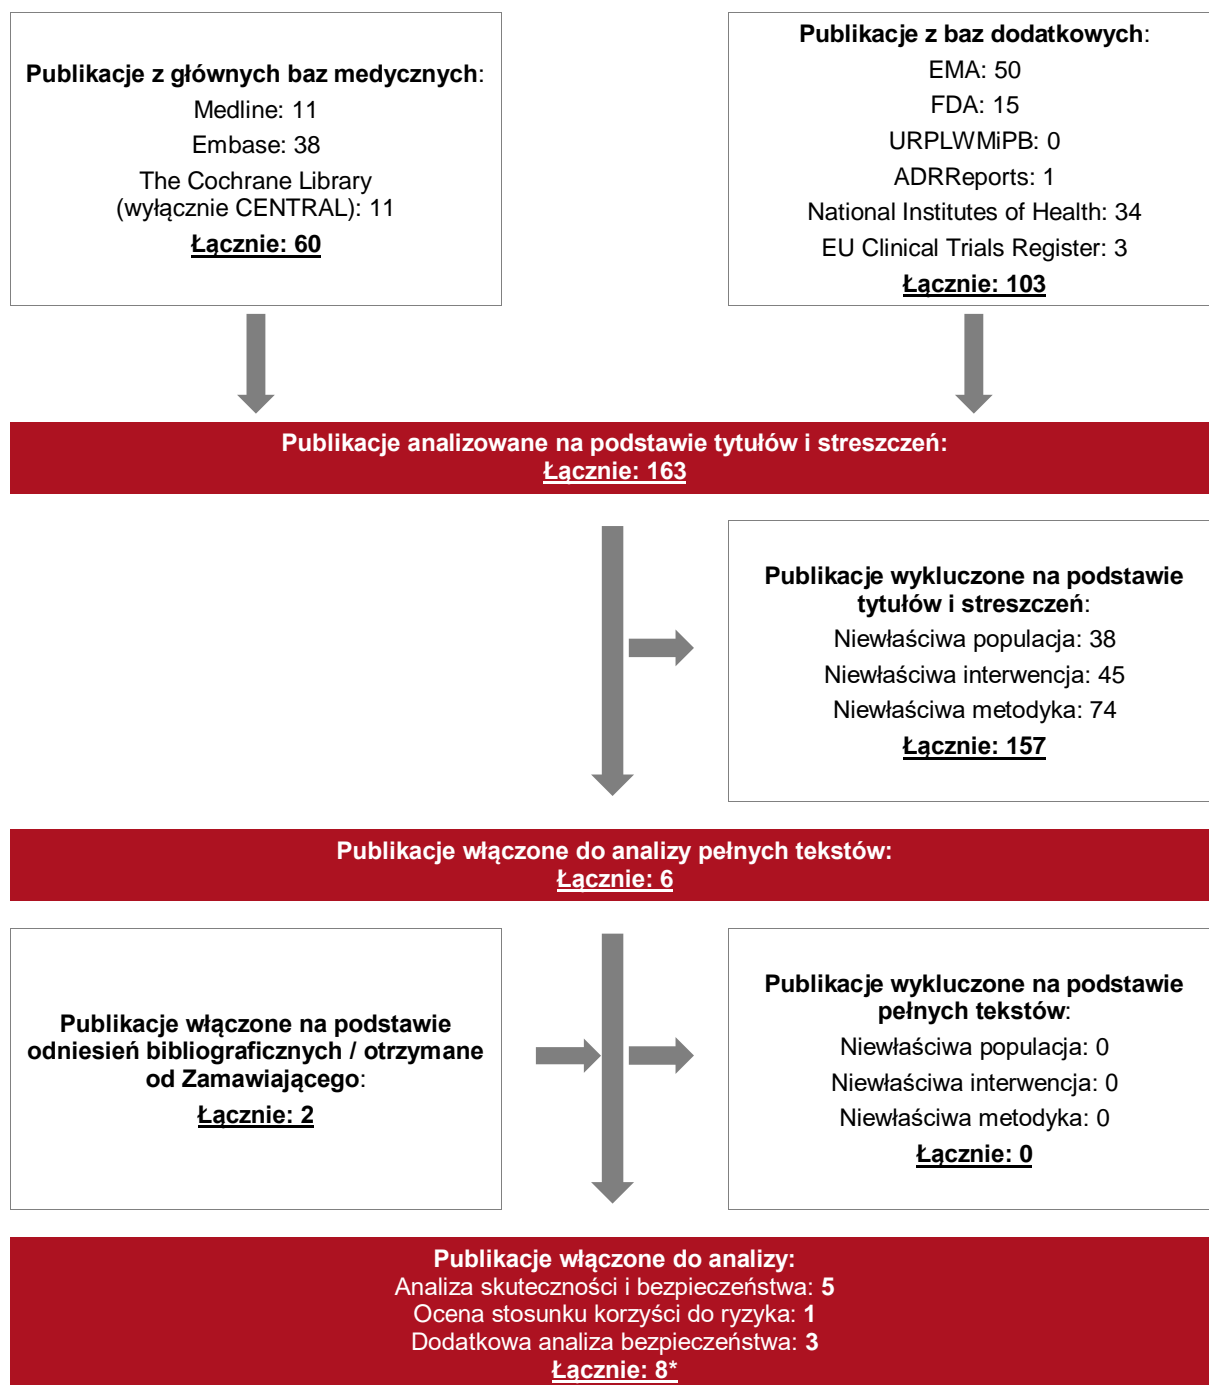 Publikacje z głównych baz medycznych:
Medline: 11
Embase: 38
The Cochrane Library
(wyłącznie CENTRAL): 11
Łącznie: 60
Publikacje z baz dodatkowych:
EMA: 50
FDA: 15
URPLWMiPB: 0
ADRReports: 1
National Institutes of Health: 34
EU Clinical Trials Register: 3
Łącznie: 103
Publikacje analizowane na podstawie tytułów i streszczeń:
Łącznie: 163
Publikacje wykluczone na podstawie
tytułów i streszczeń:
Niewłaściwa populacja: 38
Niewłaściwa interwencja: 45
Niewłaściwa metodyka: 74
Łącznie: 157
Publikacje włączone do analizy pełnych tekstów:
Łącznie: 6
Publikacje włączone na podstawie
odniesień bibliograficznych / otrzymane
od Zamawiającego:
Łącznie: 2
Publikacje wykluczone na podstawie
pełnych tekstów:
Niewłaściwa populacja: 0
Niewłaściwa interwencja: 0
Niewłaściwa metodyka: 0
Łącznie: 0
Publikacje włączone do analizy:
Analiza skuteczności i bezpieczeństwa: 5
Ocena stosunku korzyści do ryzyka: 1
Dodatkowa analiza bezpieczeństwa: 3
Łącznie: 8*